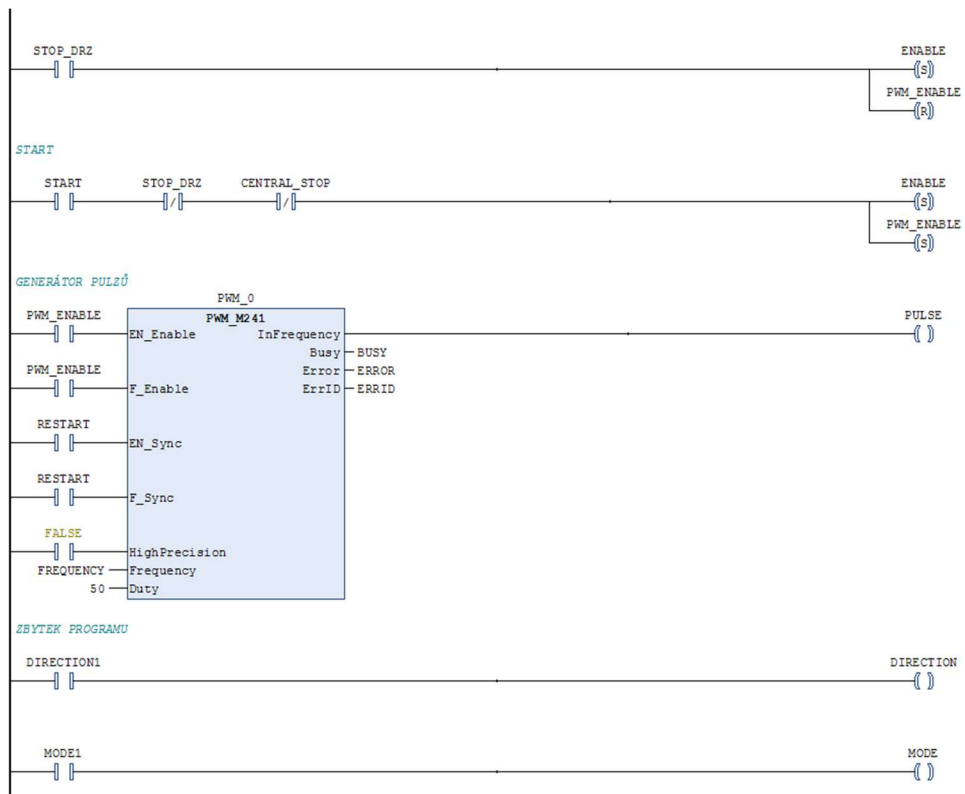 STOP_DRZ ENABLE
S
PWM_ENABLE
R
START
START STOP_DRZ CENTRAL_STOP ENABLE
/ / S
PWM_ENABLE
S
GENERÁTOR PULZŮ
PWM_0
PWM_ENABLE PWM_M241 PULSE
EN_Enable InFrequency
Busy BUSY
PWM_ENABLE Error ERROR
F_Enable ErrID ERRID
RESTART
EN_Sync
RESTART
F_Sync
FALSE
HighPrecision
FREQUENCY Frequency
50 Duty
ZBYTEK PROGRAMU
DIRECTION1 DIRECTION
MODE1 MODE